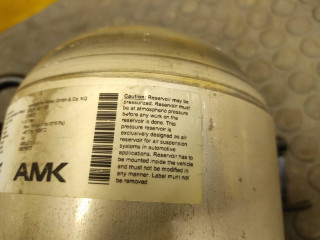 GmbH & Co. KG
AMK
Caution: Reservoir may be
pressurized. Reservoir must
be at atmospheric pressure
before any work on the
reservoir is done. This
pressure reservoir is
exclusively designed as air
reservoir for air suspension
systems in automotive
applications. Reservoir has to
be mounted inside the vehicle
and must not be modified in
any manner. Label must not
be removed